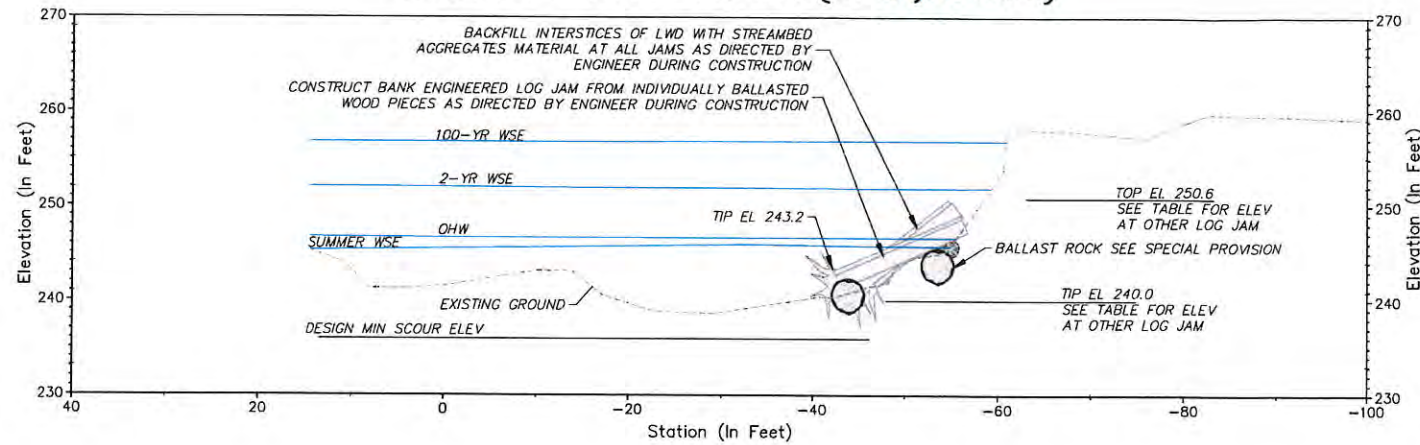 BACKFILL INTERSTICES OF LWD WITH STREAMBED
AGGREGATES MATERIAL AT ALL JAMS AS DIRECTED BY
ENGINEER DURING CONSTRUCTION
CONSTRUCT BANK ENGINEERED LOG JAM FROM INDIVIDUALLY BALLASTED
WOOD PIECES AS DIRECTED BY ENGINEER DURING CONSTRUCTION
100-YR WSE
2-YR WSE
OHW
SUMMER WSE
TIP EL 243.2
TOP EL 250.6
SEE TABLE FOR ELEV
AT OTHER LOG JAM
BALLAST ROCK SEE SPECIAL PROVISION
EXISTING GROUND
TIP EL 240.0
SEE TABLE FOR ELEV
AT OTHER LOG JAM
DESIGN MIN SCOUR ELEV
Elevation (In Feet)
270
260
250
240
230
Elevation (In Feet)
270
260
250
240
230
40
20
0
-20
-40
-60
-80
-100
Station (In Feet)